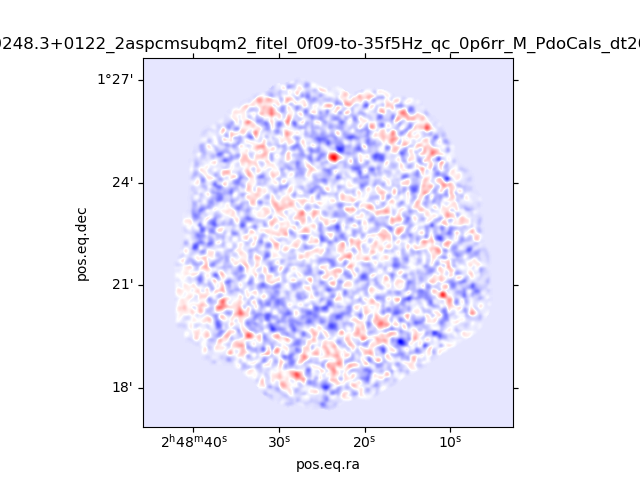 0248.3+0122_2aspcmsubqm2_fitel_0f09-to-35f5Hz_qc_0p6rr_M_PdoCals_dt20
1°27'
24'
21'
18'
pos.eq.dec
2ʰ48ᵐ40ˢ 30ˢ 20ˢ 10ˢ
pos.eq.ra